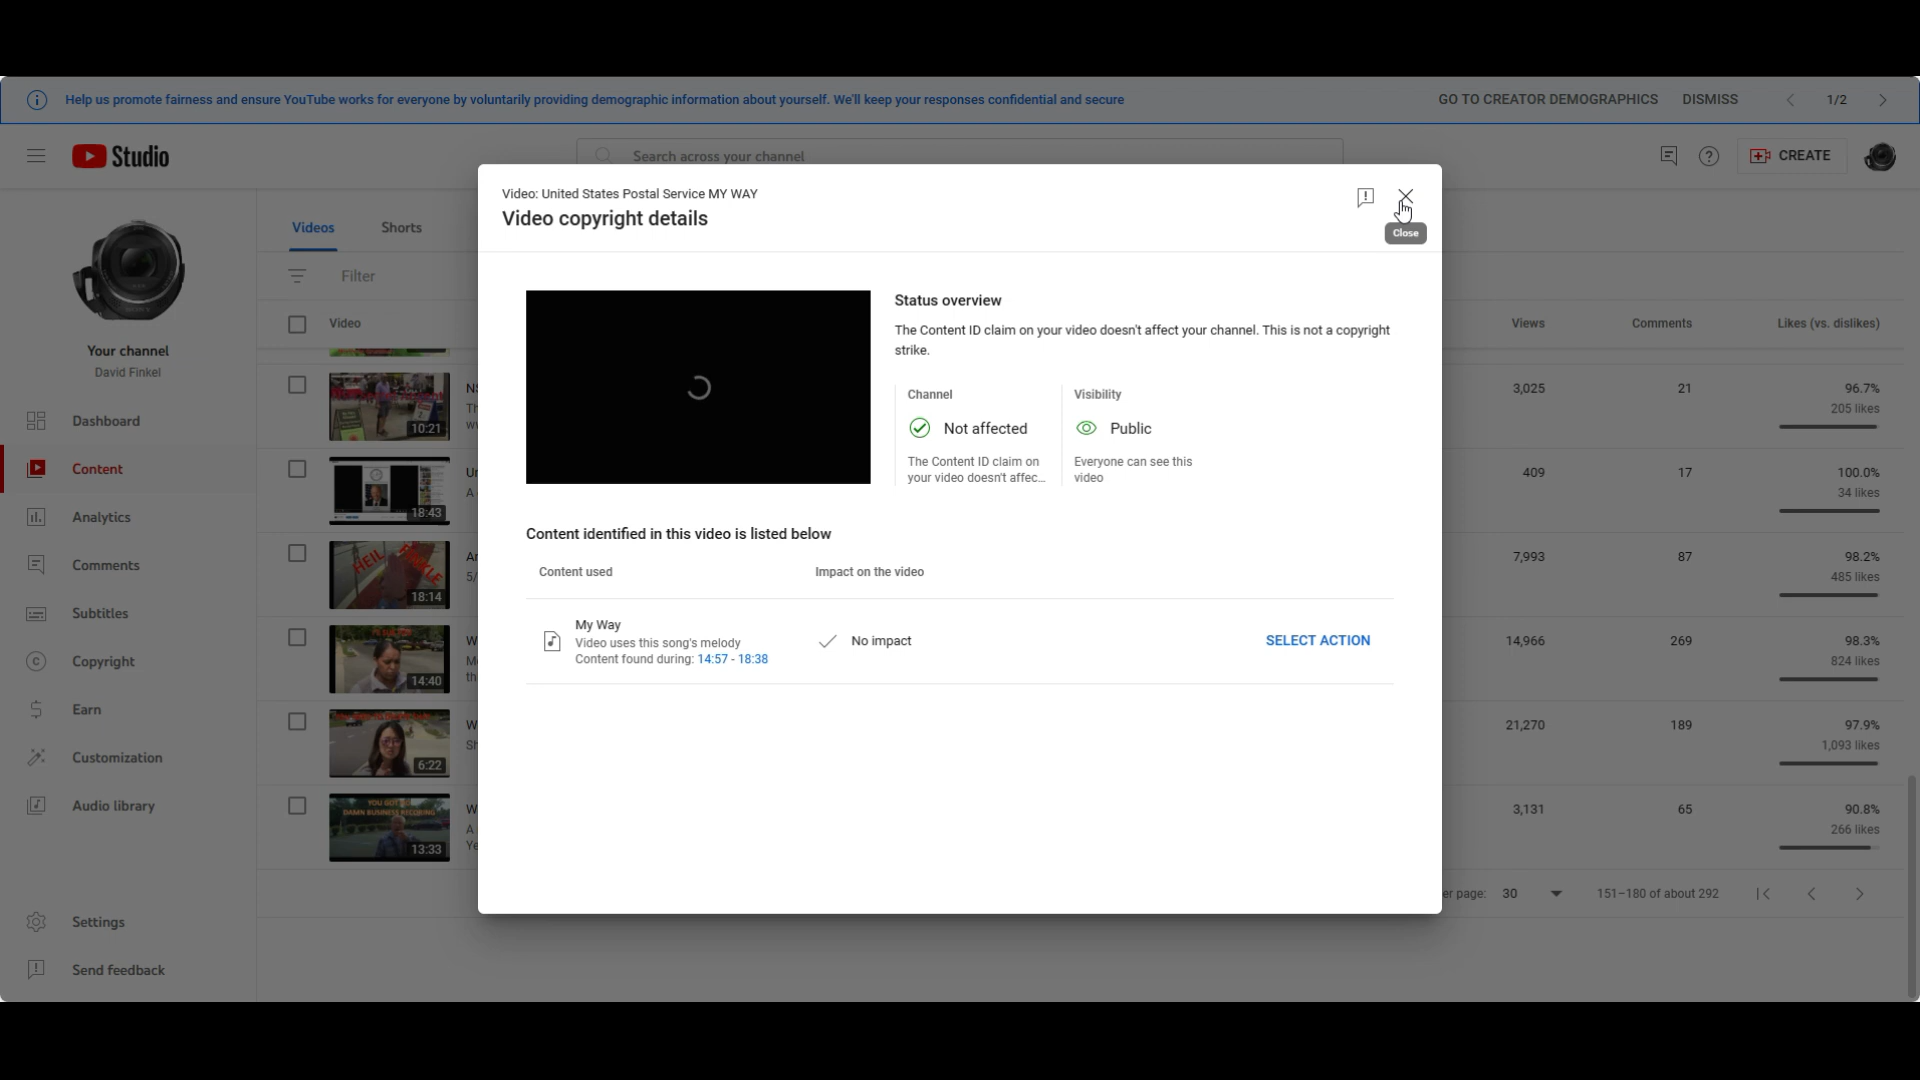 Help us promote fairness and ensure YouTube works for everyone by voluntarily providing demographic information about yourself. We'll keep your responses confidential and secure
GO TO CREATOR DEMOGRAPHICS
DISMISS
1/2
Studio
Search across your channel
CREATE
Your channel
David Finkel
Dashboard
Content
Analytics
Comments
Subtitles
Copyright
Earn
Customization
Audio library
Settings
Send feedback
Videos
Shorts
Filter
Video
Views
Comments
Likes (vs. dislikes)
10:21
3,025
21
96.7%
205 likes
18:43
409
17
100.0%
34 likes
HEIL
18:14
7,993
87
98.2%
485 likes
14:40
14,966
269
98.3%
824 likes
6:22
21,270
189
97.9%
1,093 likes
13:33
3,131
65
90.8%
266 likes
er page:
30
151–180 of about 292
Video: United States Postal Service MY WAY
Video copyright details
Close
Status overview
The Content ID claim on your video doesn't affect your channel. This is not a copyright
strike.
Channel
Not affected
The Content ID claim on
your video doesn't affec...
Visibility
Public
Everyone can see this
video
Content identified in this video is listed below
Content used
Impact on the video
My Way
Video uses this song's melody
Content found during: 14:57 - 18:38
No impact
SELECT ACTION